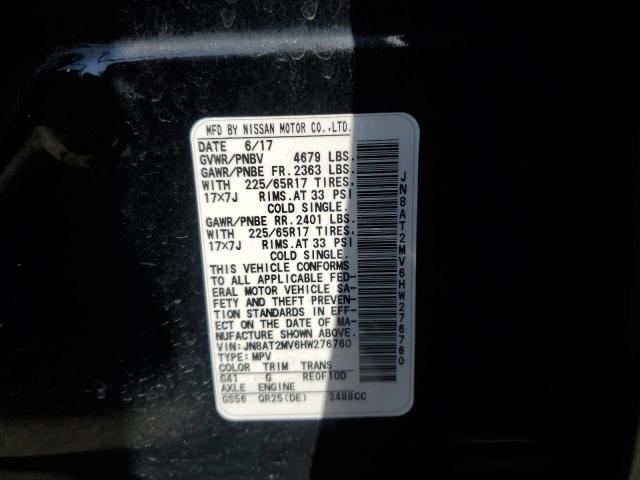 MFD BY NISSAN MOTOR CO.,LTD.
DATE 6/17
GVWR/PNBV 4679 LBS.
GAWR/PNBE FR.2363 LBS.
WITH 225/65R17 TIRES,
17×7J RIMS.AT 33 PSI
COLD SINGLE.
GAWR/PNBE RR.2401 LBS.
WITH 225/65R17 TIRES,
17×7J RIMS.AT 33 PSI
COLD SINGLE.
THIS VEHICLE CONFORMS
TO ALL APPLICABLE FED-
ERAL MOTOR VEHICLE SA-
FETY AND THEFT PREVEN-
TION STANDARDS IN EFF-
ECT ON THE DATE OF MA-
NUFACTURE SHOWN ABOVE.
VIN:JN8AT2MV6HW276760
TYPE:MPV
COLOR TRIM TRANS
G41 G RE0F10D
AXLE ENGINE
GS56 QR25(DE) 2488CC
JN8AT2MV6HW276760